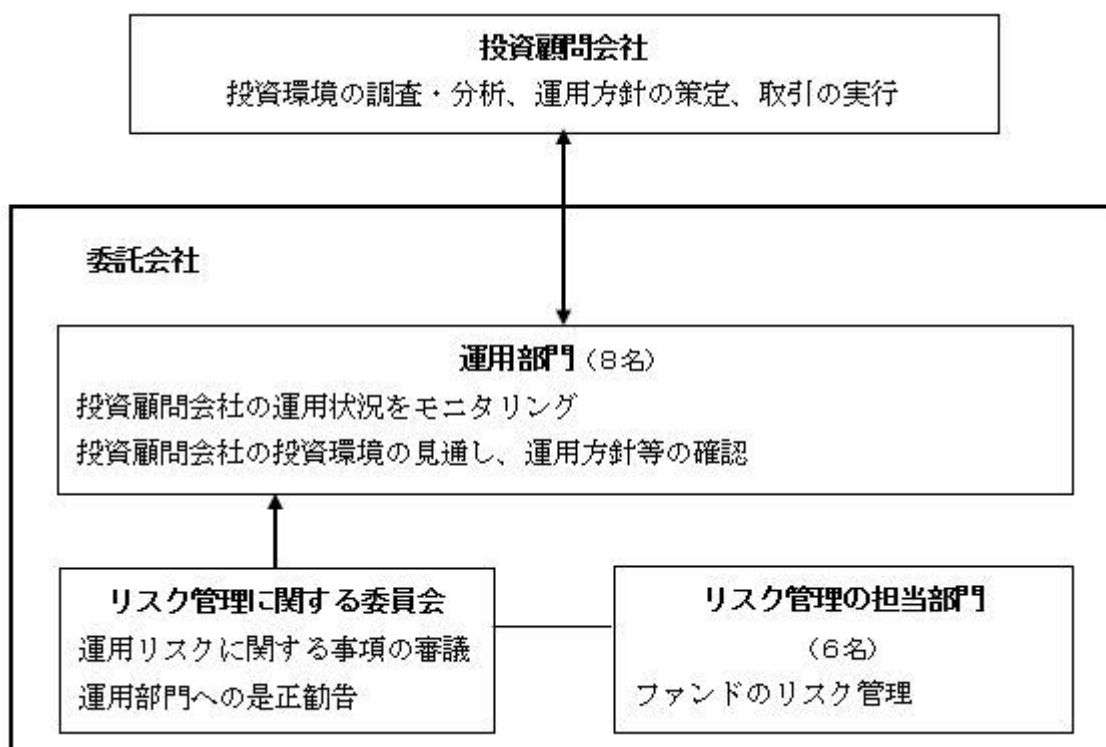 投資顧問会社
投資環境の調査・分析、運用方針の策定、取引の実行
委託会社
運用部門（８名）
投資顧問会社の運用状況をモニタリング
投資顧問会社の投資環境の見通し、運用方針等の確認
リスク管理に関する委員会
運用リスクに関する事項の審議
運用部門への是正勧告
リスク管理の担当部門
（６名）
ファンドのリスク管理